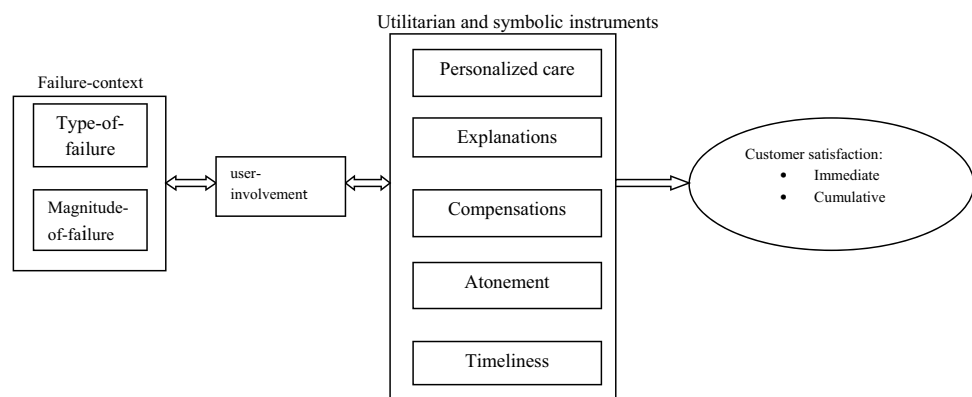 Failure-context
Type-of-
failure
Magnitude-
of-failure
user-
involvement
Utilitarian and symbolic instruments
Personalized care
Explanations
Compensations
Atonement
Timeliness
Customer satisfaction:
• Immediate
• Cumulative